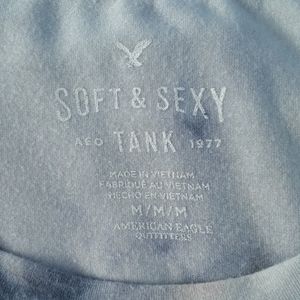 SOFT & SEXY
AEO TANK 1977
MADE IN VIETNAM
FABRIQUÉ AU VIETNAM
HECHO EN VIETNAM
M/M/M
AMERICAN EAGLE
OUTFITTERS